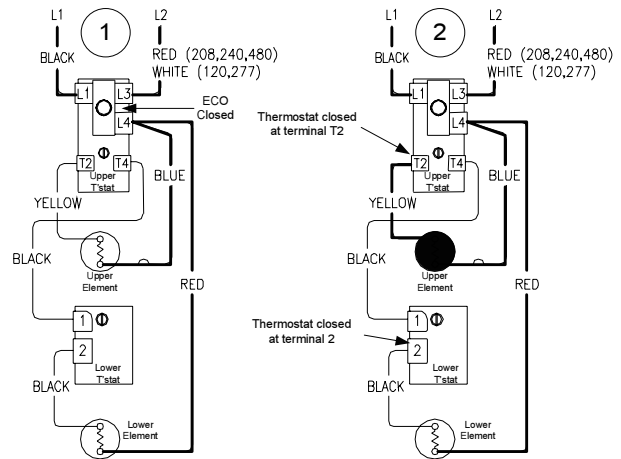 L1
L2
1
BLACK
RED (208,240,480)
WHITE (120,277)
L1
L3
L4
ECO
Closed
T2
T4
Upper
T'stat
BLUE
YELLOW
BLACK
Upper
Element
RED
1
2
Lower
T'stat
BLACK
Lower
Element
L1
L2
2
BLACK
RED (208,240,480)
WHITE (120,277)
L1
L3
L4
Thermostat closed
at terminal T2
T2
T4
Upper
T'stat
BLUE
YELLOW
BLACK
Upper
Element
RED
Thermostat closed
at terminal 2
1
2
Lower
T'stat
BLACK
Lower
Element